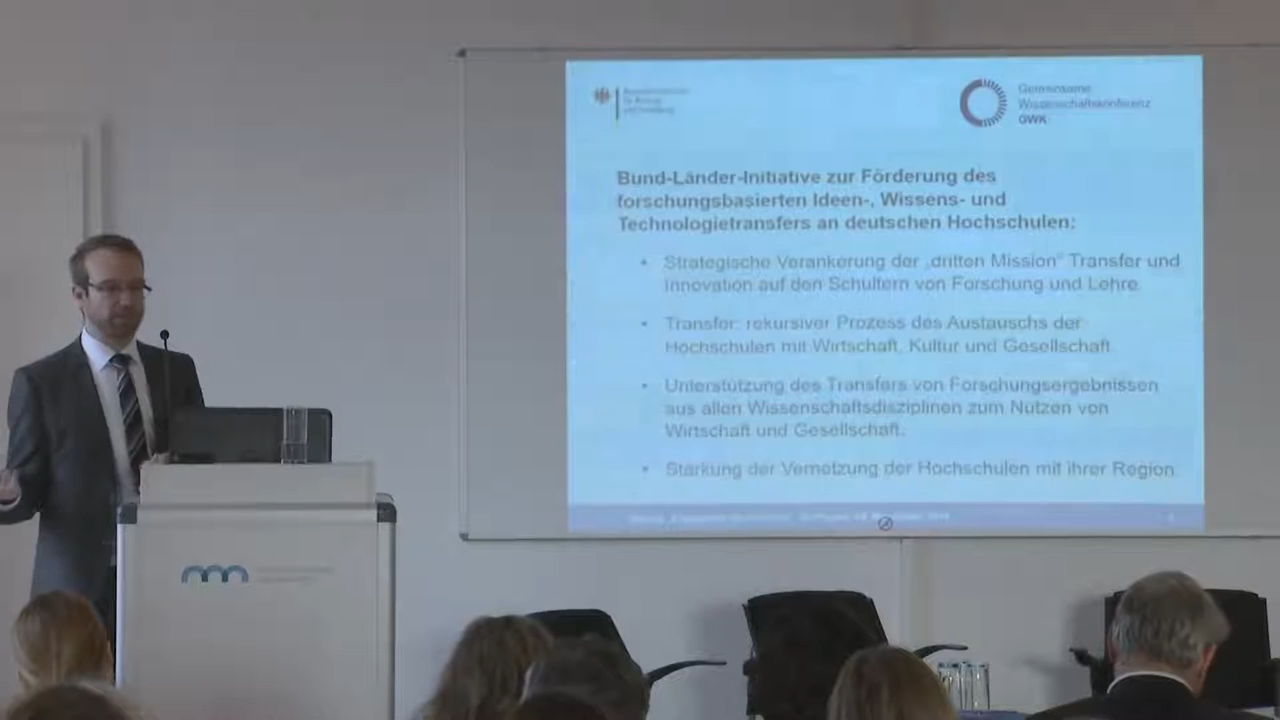 Gemeinsame
Wissenschaftskonferenz
GWK
Bund-Länder-Initiative zur Förderung des
forschungsbasierten Ideen-, Wissens- und
Technologietransfers an deutschen Hochschulen:
• Strategische Verankerung der „dritten Mission“ Transfer und
Innovation auf den Schultern von Forschung und Lehre
• Transfer: rekursiver Prozess des Austauschs der
Hochschulen mit Wirtschaft, Kultur und Gesellschaft
• Unterstützung des Transfers von Forschungsergebnissen
aus allen Wissenschaftsdisziplinen zum Nutzen von
Wirtschaft und Gesellschaft.
• Stärkung der Vernetzung der Hochschulen mit ihrer Region